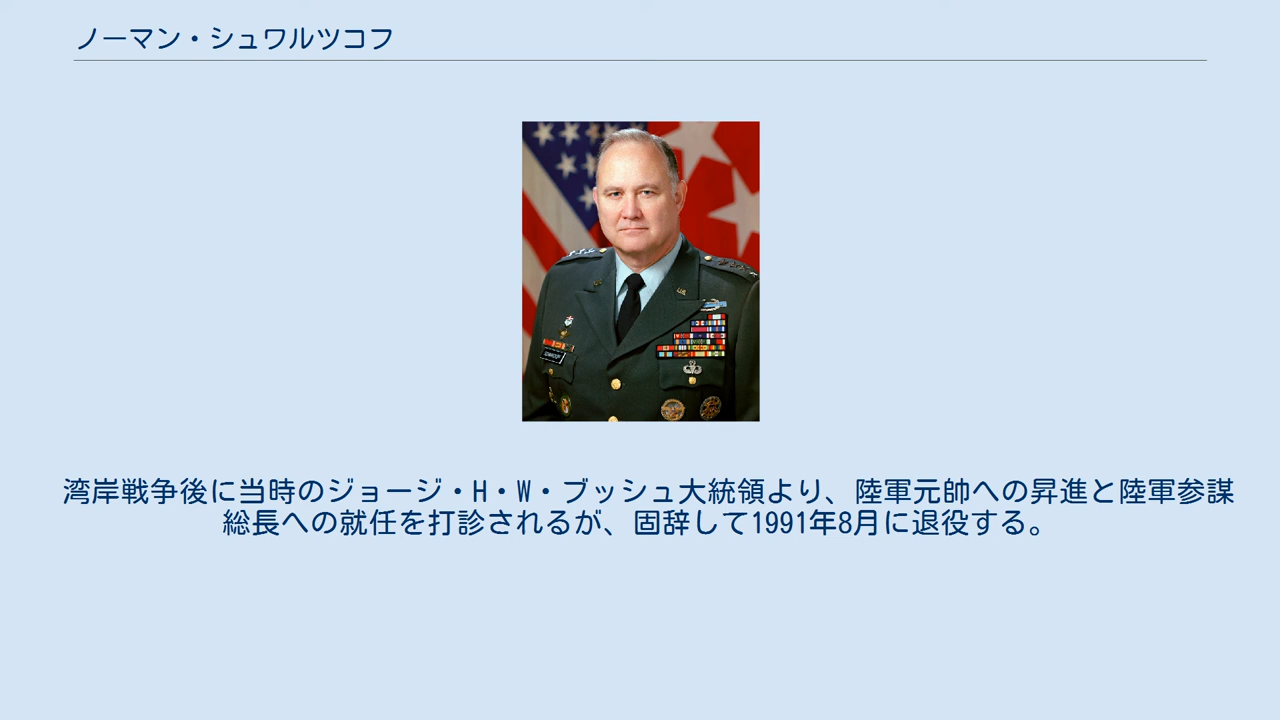 ノーマン・シュワルツコフ
湾岸戦争後に当時のジョージ・H・W・ブッシュ大統領より、陸軍元帥への昇進と陸軍参謀
総長への就任を打診されるが、固辞して1991年8月に退役する。